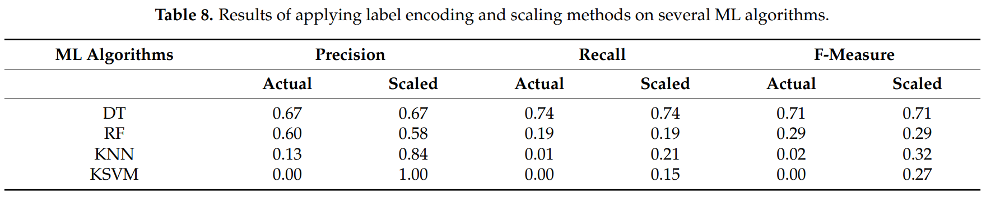 Table 8. Results of applying label encoding and scaling methods on several ML algorithms.
ML Algorithms Precision Recall F-Measure
Actual Scaled Actual Scaled Actual Scaled
DT 0.67 0.67 0.74 0.74 0.71 0.71
RF 0.60 0.58 0.19 0.19 0.29 0.29
KNN 0.13 0.84 0.01 0.21 0.02 0.32
KSVM 0.00 1.00 0.00 0.15 0.00 0.27